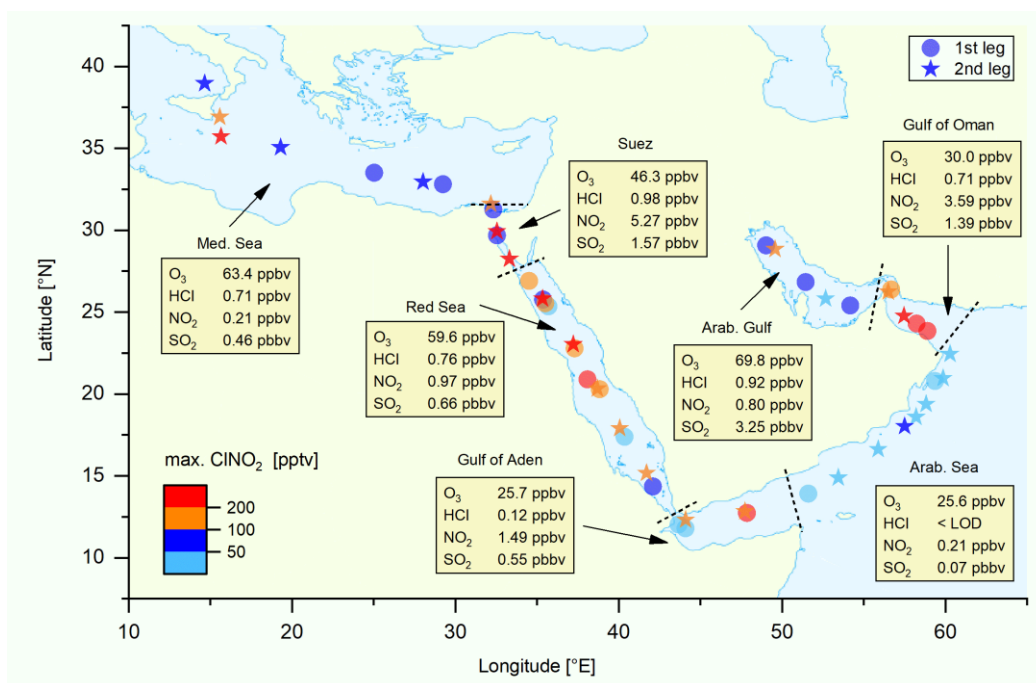 1st leg
2nd leg
Gulf of Oman
O3 30.0 ppbv
HCl 0.71 ppbv
NO2 3.59 ppbv
SO2 1.39 ppbv
Suez
O3 46.3 ppbv
HCl 0.98 ppbv
NO2 5.27 ppbv
SO2 1.57 pbbv
Med. Sea
O3 63.4 ppbv
HCl 0.71 ppbv
NO2 0.21 ppbv
SO2 0.46 pbbv
Red Sea
O3 59.6 ppbv
HCl 0.76 ppbv
NO2 0.97 ppbv
SO2 0.66 pbbv
Arab. Gulf
O3 69.8 ppbv
HCl 0.92 ppbv
NO2 0.80 ppbv
SO2 3.25 pbbv
Gulf of Aden
O3 25.7 ppbv
HCl 0.12 ppbv
NO2 1.49 ppbv
SO2 0.55 pbbv
Arab. Sea
O3 25.6 ppbv
HCl < LOD
NO2 0.21 ppbv
SO2 0.07 pbbv
max. ClNO2 [pptv]
200
100
50
Latitude [°N]
40
35
30
25
20
15
10
10 20 30 40 50 60
Longitude [°E]